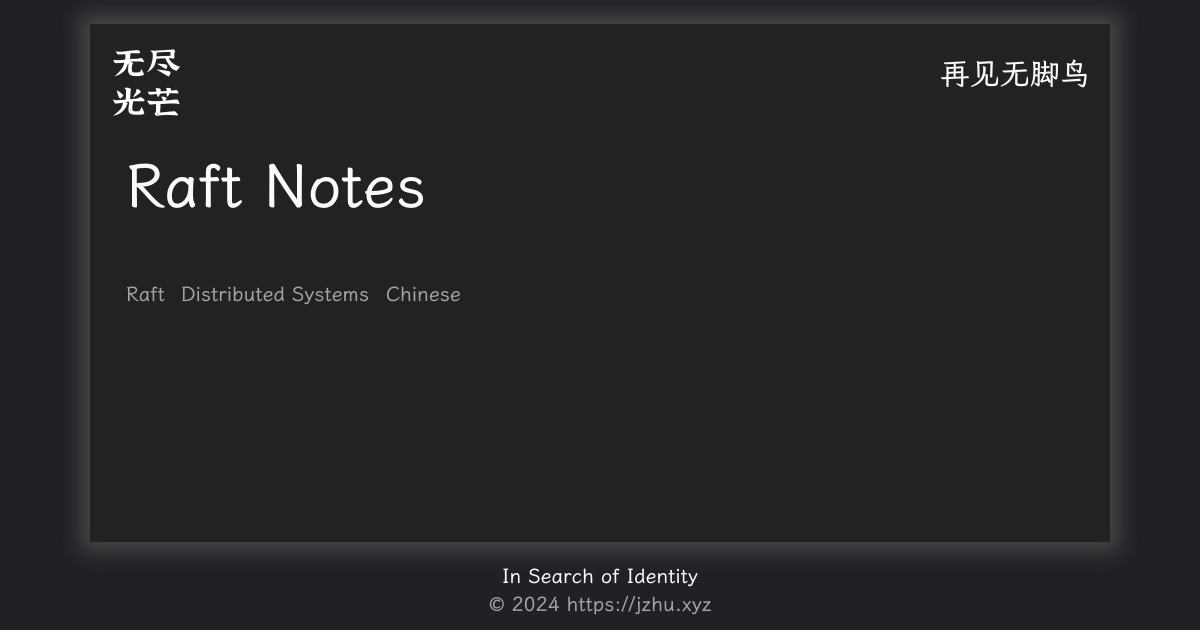 无尽
光芒
再见无脚鸟
Raft Notes
Raft Distributed Systems Chinese
In Search of Identity
© 2024 https://jzhu.xyz